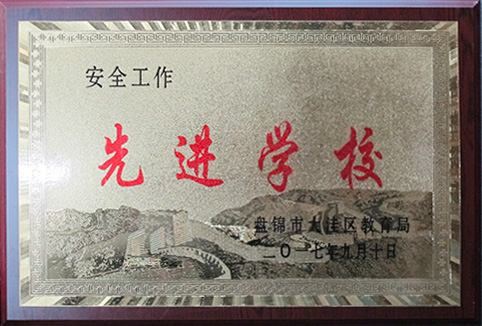 安全工作
先进学校
盘锦市大洼区教育局
二〇一七年九月十日